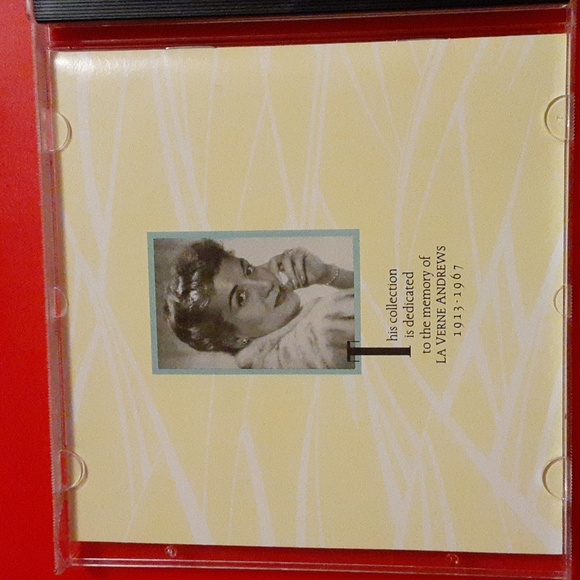 This collection
is dedicated
to the memory of
LA VERNE ANDREWS
1913-1967